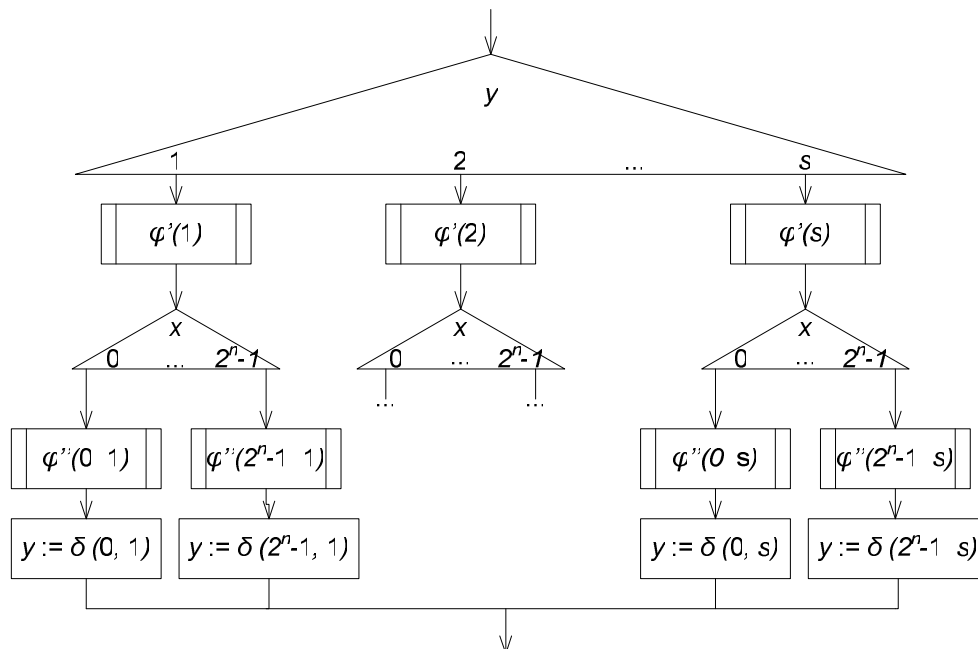 y
1 2 ... s
φ’(1) φ’(2) φ’(s)
x x x
0 ... 2ⁿ-1 0 ... 2ⁿ-1 0 ... 2ⁿ-1
... ...
φ’’(0 1) φ’’(2ⁿ-1 1) φ’’(0 s) φ’’(2ⁿ-1 s)
y := δ (0, 1) y := δ (2ⁿ-1, 1) y := δ (0, s) y := δ (2ⁿ-1 s)